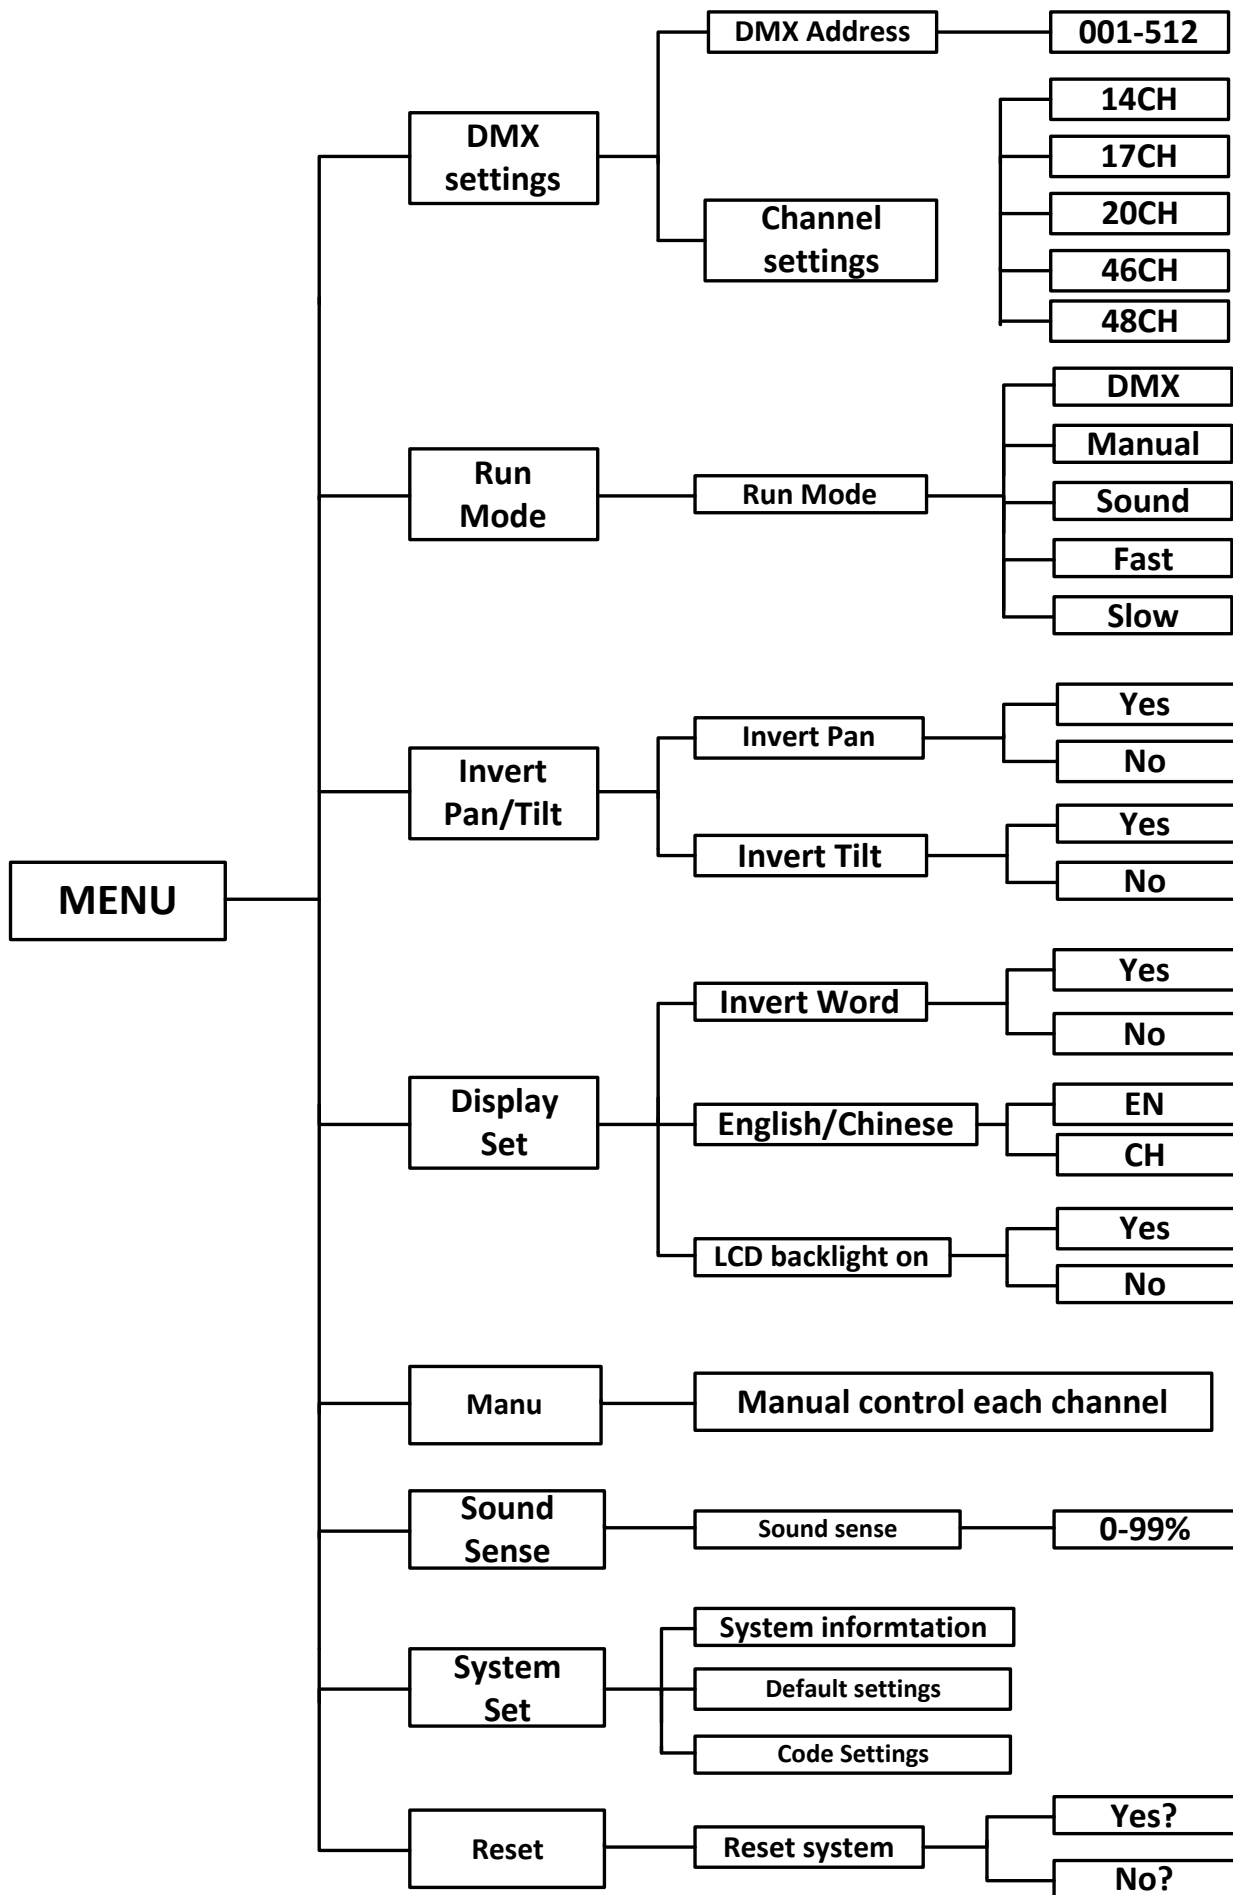 MENU
DMX
settings
DMX Address
001-512
Channel
settings
14CH
17CH
20CH
46CH
48CH
Run
Mode
Run Mode
DMX
Manual
Sound
Fast
Slow
Invert
Pan/Tilt
Invert Pan
Yes
No
Invert Tilt
Yes
No
Display
Set
Invert Word
Yes
No
English/Chinese
EN
CH
LCD backlight on
Yes
No
Manu
Manual control each channel
Sound
Sense
Sound sense
0-99%
System
Set
System informtation
Default settings
Code Settings
Reset
Reset system
Yes?
No?